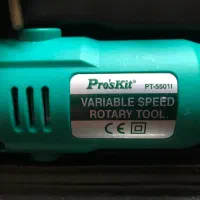 Pro'sKit®
PT-5501I
VARIABLE SPEED
ROTARY TOOL.
CE